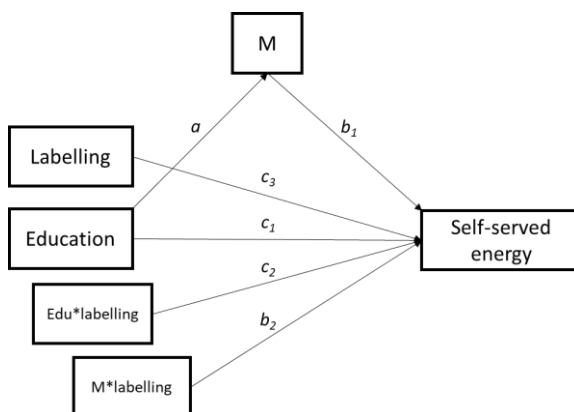 M
a
b1
Labelling
c3
Education
c1
Self-served
energy
c2
Edu*labelling
b2
M*labelling